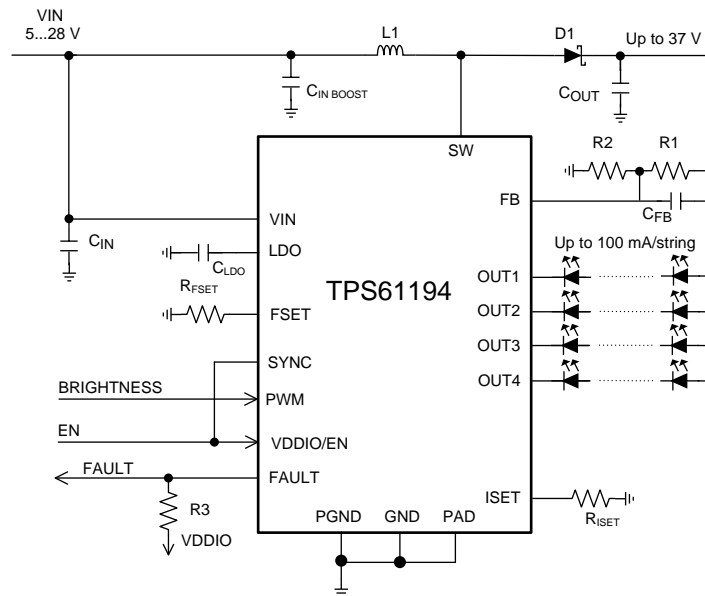 VIN
5...28 V
L1
D1
Up to 37 V
C_IN BOOST
C_OUT
SW
R2
R1
FB
C_FB
VIN
C_IN
LDO
C_LDO
Up to 100 mA/string
R_FSET
TPS61194
OUT1
FSET
OUT2
OUT3
SYNC
OUT4
BRIGHTNESS
PWM
EN
VDDIO/EN
FAULT
FAULT
ISET
R_ISET
R3
PGND
GND
PAD
VDDIO